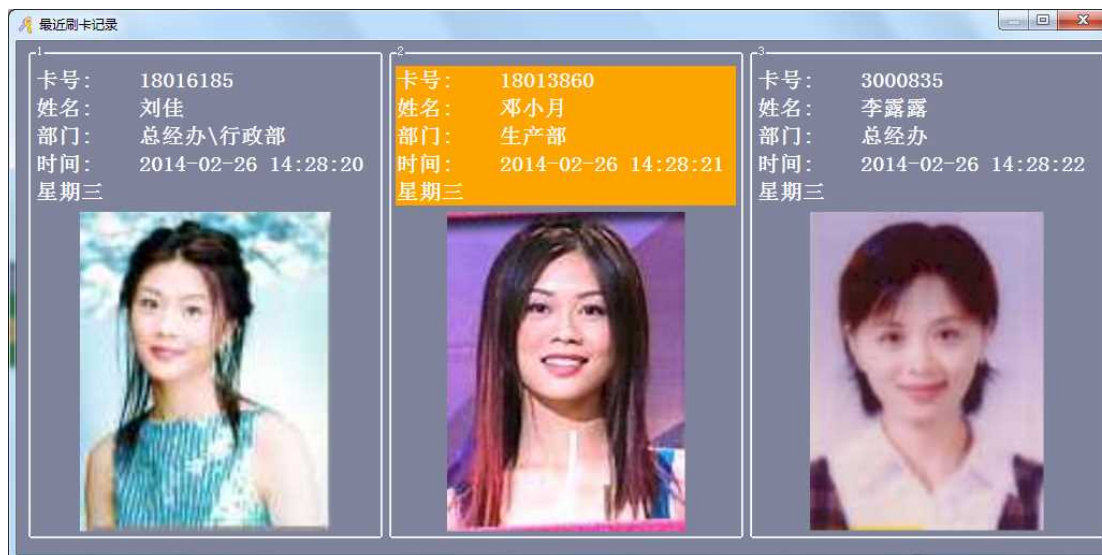 最近刷卡记录
1
卡号: 18016185
姓名: 刘佳
部门: 总经办\行政部
时间: 2014-02-26 14:28:20
星期三
2
卡号: 18013860
姓名: 邓小月
部门: 生产部
时间: 2014-02-26 14:28:21
星期三
3
卡号: 3000835
姓名: 李露露
部门: 总经办
时间: 2014-02-26 14:28:22
星期三